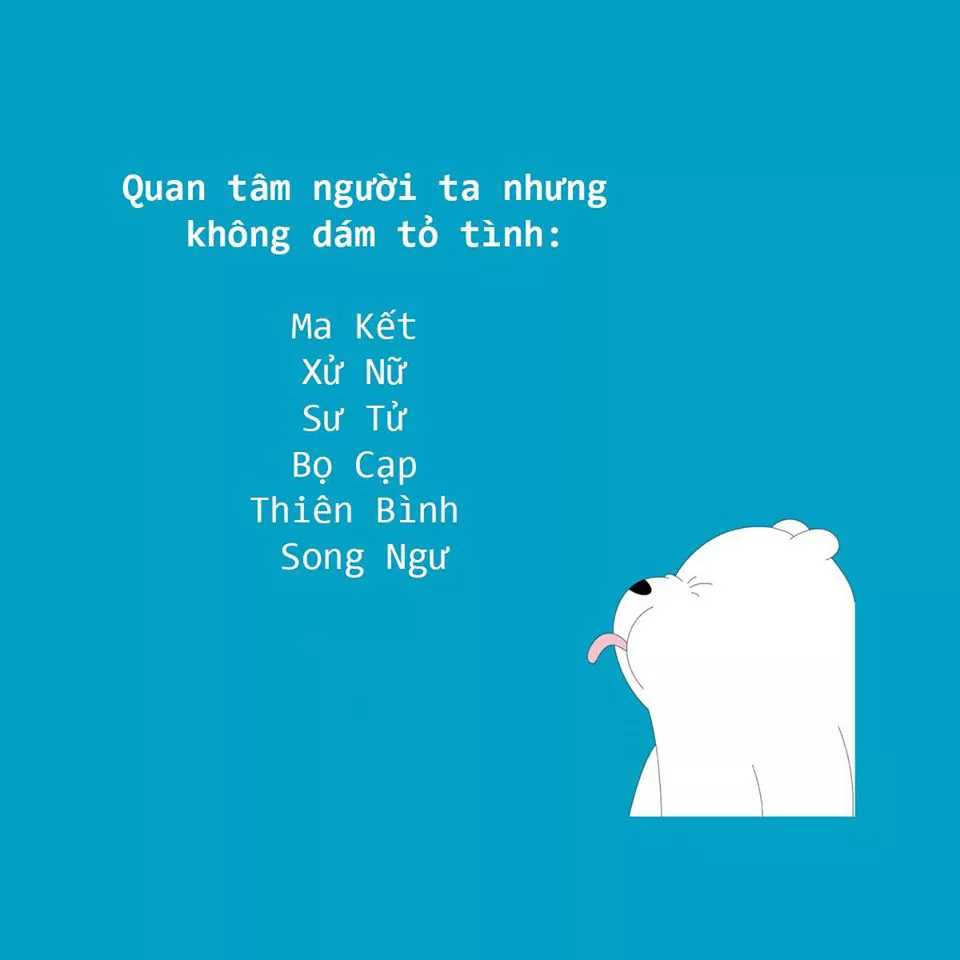 Quan tâm người ta nhưng
không dám tỏ tình:
Ma Kết
Xử Nữ
Sư Tử
Bọ Cạp
Thiên Bình
Song Ngư